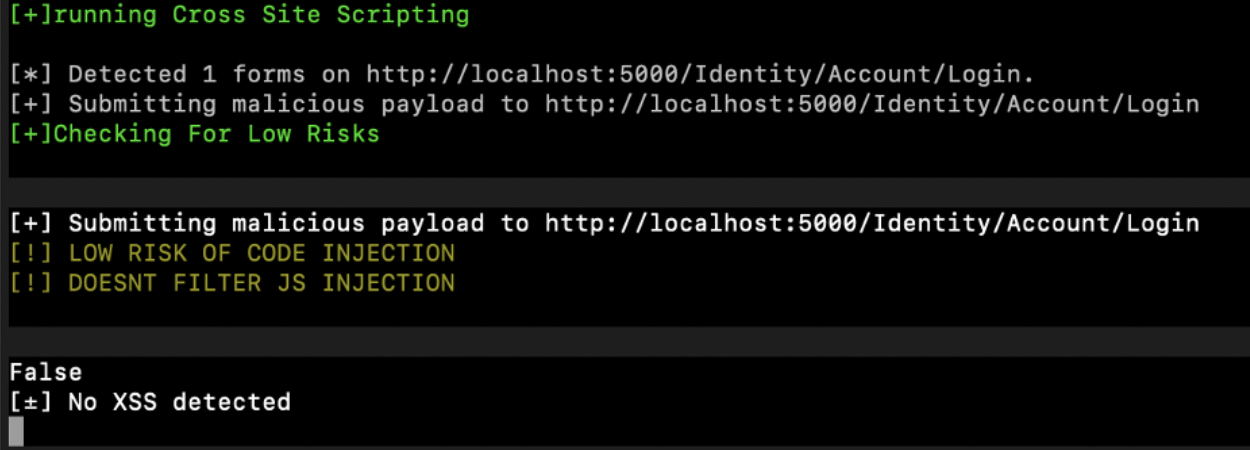 [+]running Cross Site Scripting
[*] Detected 1 forms on http://localhost:5000/Identity/Account/Login.
[+] Submitting malicious payload to http://localhost:5000/Identity/Account/Login
[+]Checking For Low Risks
[+] Submitting malicious payload to http://localhost:5000/Identity/Account/Login
[!] LOW RISK OF CODE INJECTION
[!] DOESNT FILTER JS INJECTION
False
[±] No XSS detected